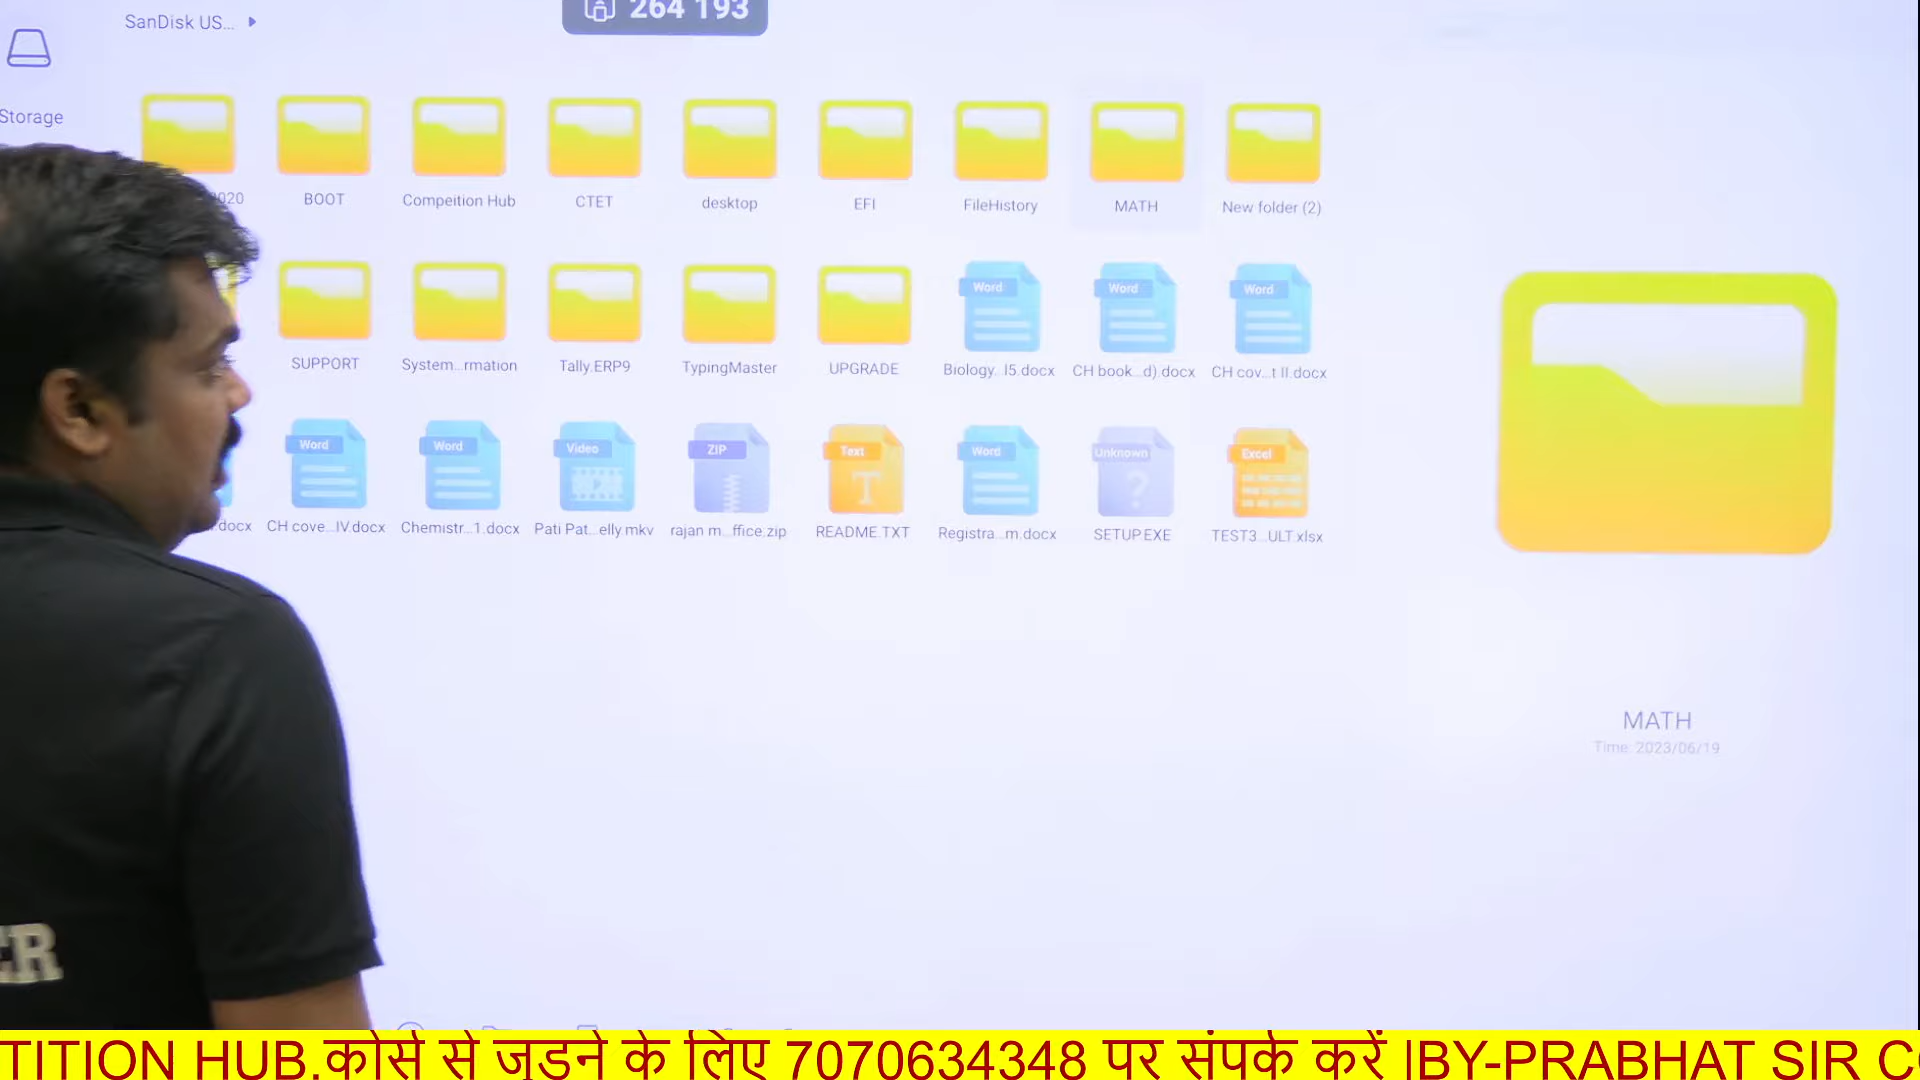 SanDisk US...
264 193
Storage
2020
BOOT
Compeition Hub
CTET
desktop
EFI
FileHistory
MATH
New folder (2)
SUPPORT
System...rmation
Tally.ERP9
TypingMaster
UPGRADE
Word
Biology...l5.docx
Word
CH book...d).docx
Word
CH cov...t II.docx
.docx
Word
CH cove...IV.docx
Word
Chemistr...1.docx
Video
Pati Pat...elly.mkv
ZIP
rajan m...ffice.zip
Text
T
README.TXT
Word
Registra...m.docx
Unknown
?
SETUP.EXE
Excel
TEST3...ULT.xlsx
MATH
Time: 2023/06/19
ER
TITION HUB.कोर्स से जुडने के लिए 7070634348 पर संपर्क करें |BY-PRABHAT SIR C